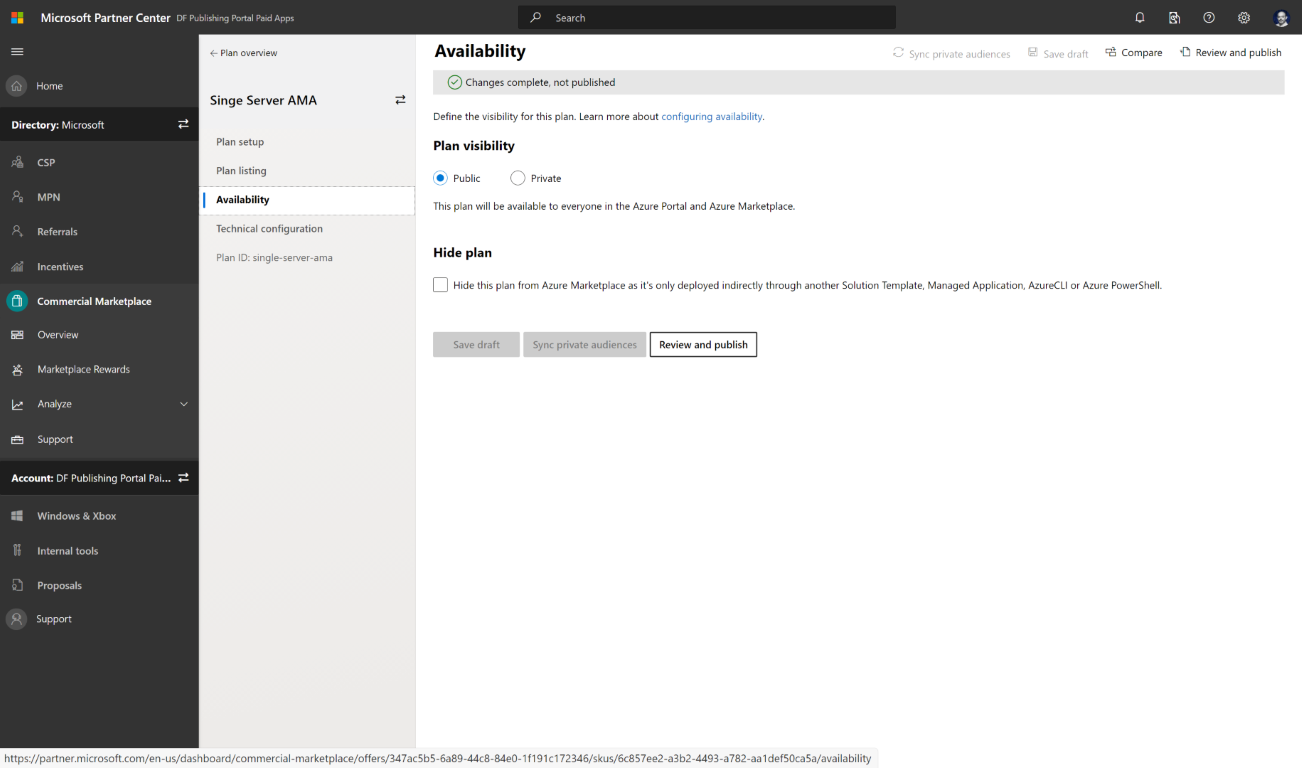 Microsoft Partner Center DF Publishing Portal Paid Apps
Search
Home
Directory: Microsoft
CSP
MPN
Referrals
Incentives
Commercial Marketplace
Overview
Marketplace Rewards
Analyze
Support
Account: DF Publishing Portal Pai...
Windows & Xbox
Internal tools
Proposals
Support
Plan overview
Singe Server AMA
Plan setup
Plan listing
Availability
Technical configuration
Plan ID: single-server-ama
Availability
Sync private audiences
Save draft
Compare
Review and publish
Changes complete, not published
Define the visibility for this plan. Learn more about configuring availability.
Plan visibility
Public
Private
This plan will be available to everyone in the Azure Portal and Azure Marketplace.
Hide plan
Hide this plan from Azure Marketplace as it's only deployed indirectly through another Solution Template, Managed Application, AzureCLI or Azure PowerShell.
Save draft
Sync private audiences
Review and publish
https://partner.microsoft.com/en-us/dashboard/commercial-marketplace/offers/347ac5b5-6a89-44c8-84e0-1f191c172346/skus/6c857ee2-a3b2-4493-a782-aa1def50ca5a/availability